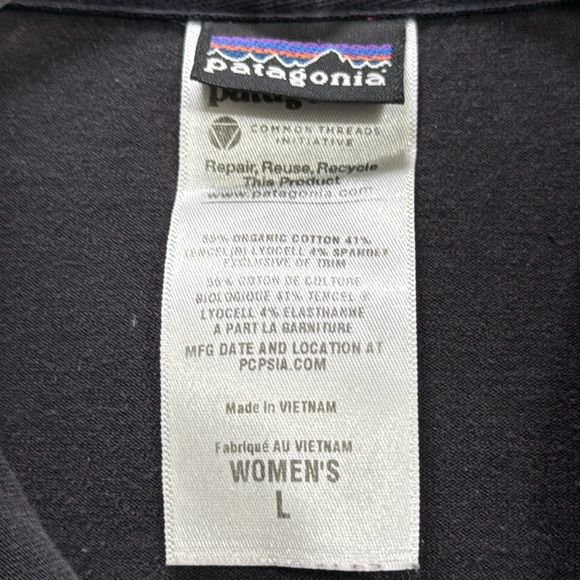 patagonia®
COMMON THREADS
INITIATIVE
Repair, Reuse, Recycle
This Product
www.patagonia.com
55% ORGANIC COTTON 41%
TENCEL(R) LYOCELL 4% SPANDEX
EXCLUSIVE OF TRIM
55% COTON DE CULTURE
BIOLOGIQUE 41% TENCEL ®
LYOCELL 4% ELASTHANNE
A PART LA GARNITURE
MFG DATE AND LOCATION AT
PCPSIA.COM
Made in VIETNAM
Fabriqué AU VIETNAM
WOMEN'S
L